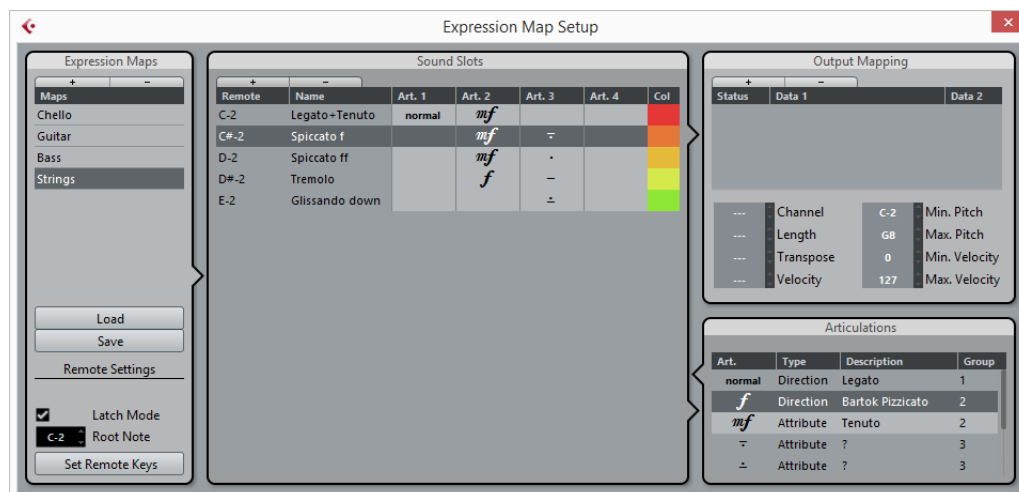 Expression Map Setup
Expression Maps
+ −
Maps
Chello
Guitar
Bass
Strings
Load
Save
Remote Settings
Latch Mode
C-2 Root Note
Set Remote Keys
Sound Slots
+ −
Remote Name Art. 1 Art. 2 Art. 3 Art. 4 Col
C-2 Legato+Tenuto normal mf
C#-2 Spiccato f mf
D-2 Spiccato ff mf
D#-2 Tremolo f
E-2 Glissando down
Output Mapping
+ −
Status Data 1 Data 2
--- Channel C-2 Min. Pitch
--- Length G8 Max. Pitch
--- Transpose 0 Min. Velocity
--- Velocity 127 Max. Velocity
Articulations
Art. Type Description Group
normal Direction Legato 1
f Direction Bartok Pizzicato 2
mf Attribute Tenuto 2
Attribute ? 3
Attribute ? 3